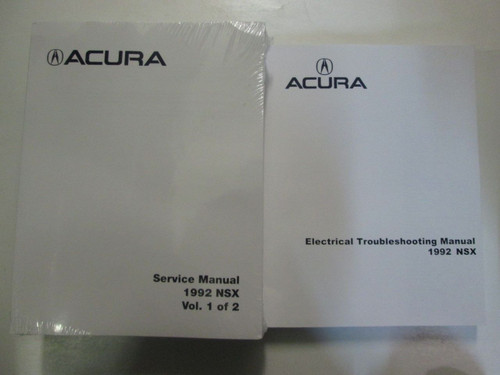 ACURA
Service Manual
1992 NSX
Vol. 1 of 2
ACURA
Electrical Troubleshooting Manual
1992 NSX